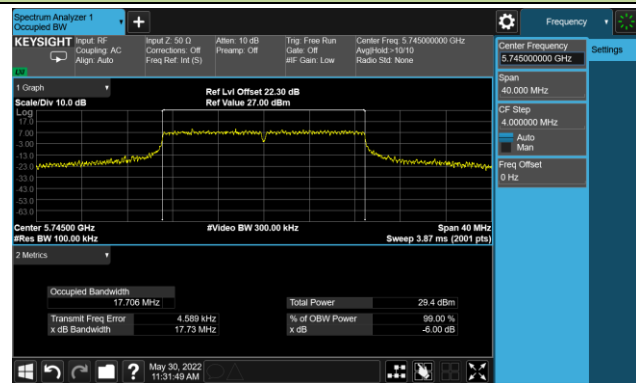 Spectrum Analyzer 1
Occupied BW
Frequency
KEYSIGHT
Input: RF
Coupling: AC
Align: Auto
Input Z: 50 Ω
Corrections: Off
Freq Ref: Int (S)
Atten: 10 dB
Preamp: Off
Trig: Free Run
Gate: Off
#IF Gain: Low
Center Freq: 5.745000000 GHz
Avg|Hold:>10/10
Radio Std: None
Center Frequency
5.745000000 GHz
Settings
Span
40.000 MHz
CF Step
4.000000 MHz
Auto
Man
Freq Offset
0 Hz
1 Graph
Scale/Div 10.0 dB
Ref Lvl Offset 22.30 dB
Ref Value 27.00 dBm
Log
17.0
7.00
-3.00
-13.0
-23.0
-33.0
-43.0
-53.0
-63.0
Center 5.74500 GHz
#Video BW 300.00 kHz
Span 40 MHz
#Res BW 100.00 kHz
Sweep 3.87 ms (2001 pts)
2 Metrics
Occupied Bandwidth
17.706 MHz
Total Power 29.4 dBm
Transmit Freq Error 4.589 kHz
% of OBW Power 99.00 %
x dB Bandwidth 17.73 MHz
x dB -6.00 dB
?
May 30, 2022
11:31:49 AM